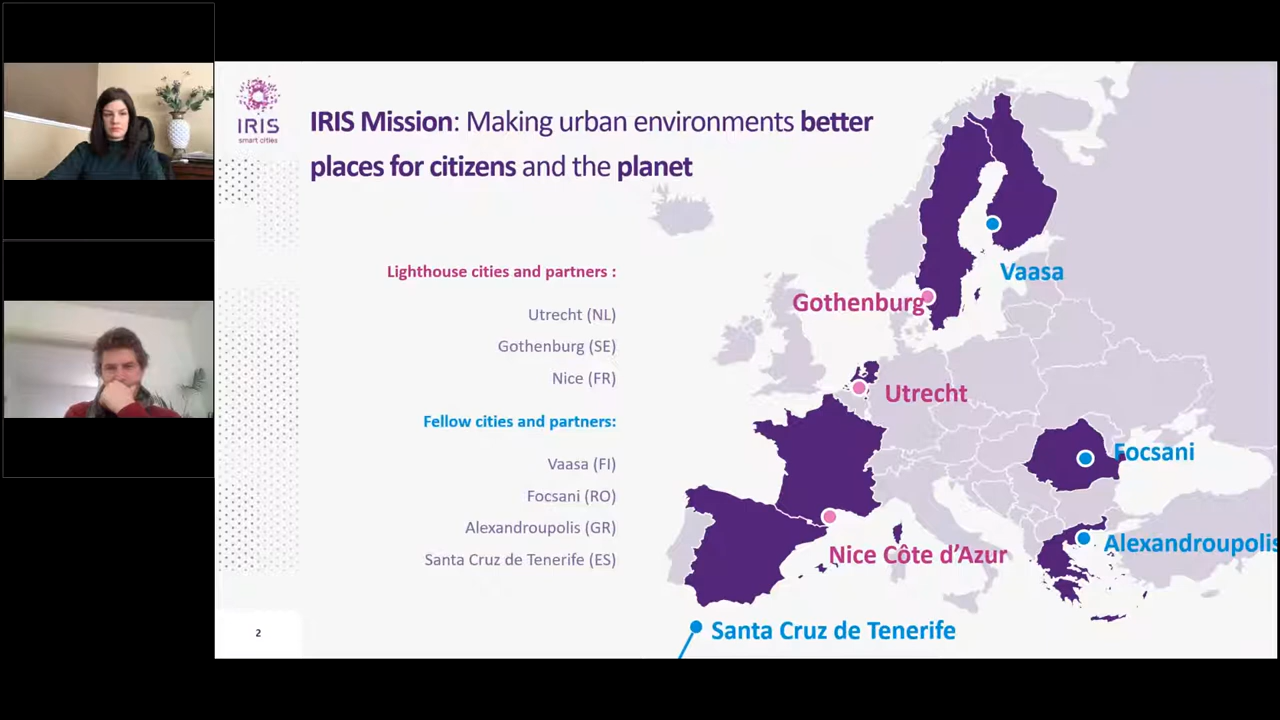 IRIS
smart cities
IRIS Mission: Making urban environments better
places for citizens and the planet
Lighthouse cities and partners :
Utrecht (NL)
Gothenburg (SE)
Nice (FR)
Fellow cities and partners:
Vaasa (FI)
Focsani (RO)
Alexandroupolis (GR)
Santa Cruz de Tenerife (ES)
Vaasa
Gothenburg
Utrecht
Focsani
Alexandroupolis
Nice Côte d’Azur
Santa Cruz de Tenerife
2